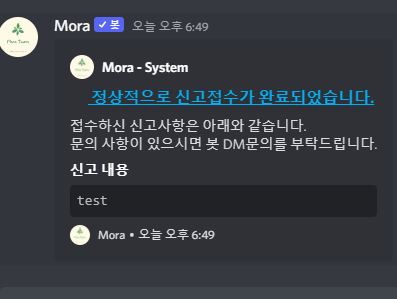 Mora ✓ 봇 오늘 오후 6:49
Mora - System
정상적으로 신고접수가 완료되었습니다.
접수하신 신고사항은 아래와 같습니다.
문의 사항이 있으시면 봇 DM문의를 부탁드립니다.
신고 내용
test
Mora • 오늘 오후 6:49